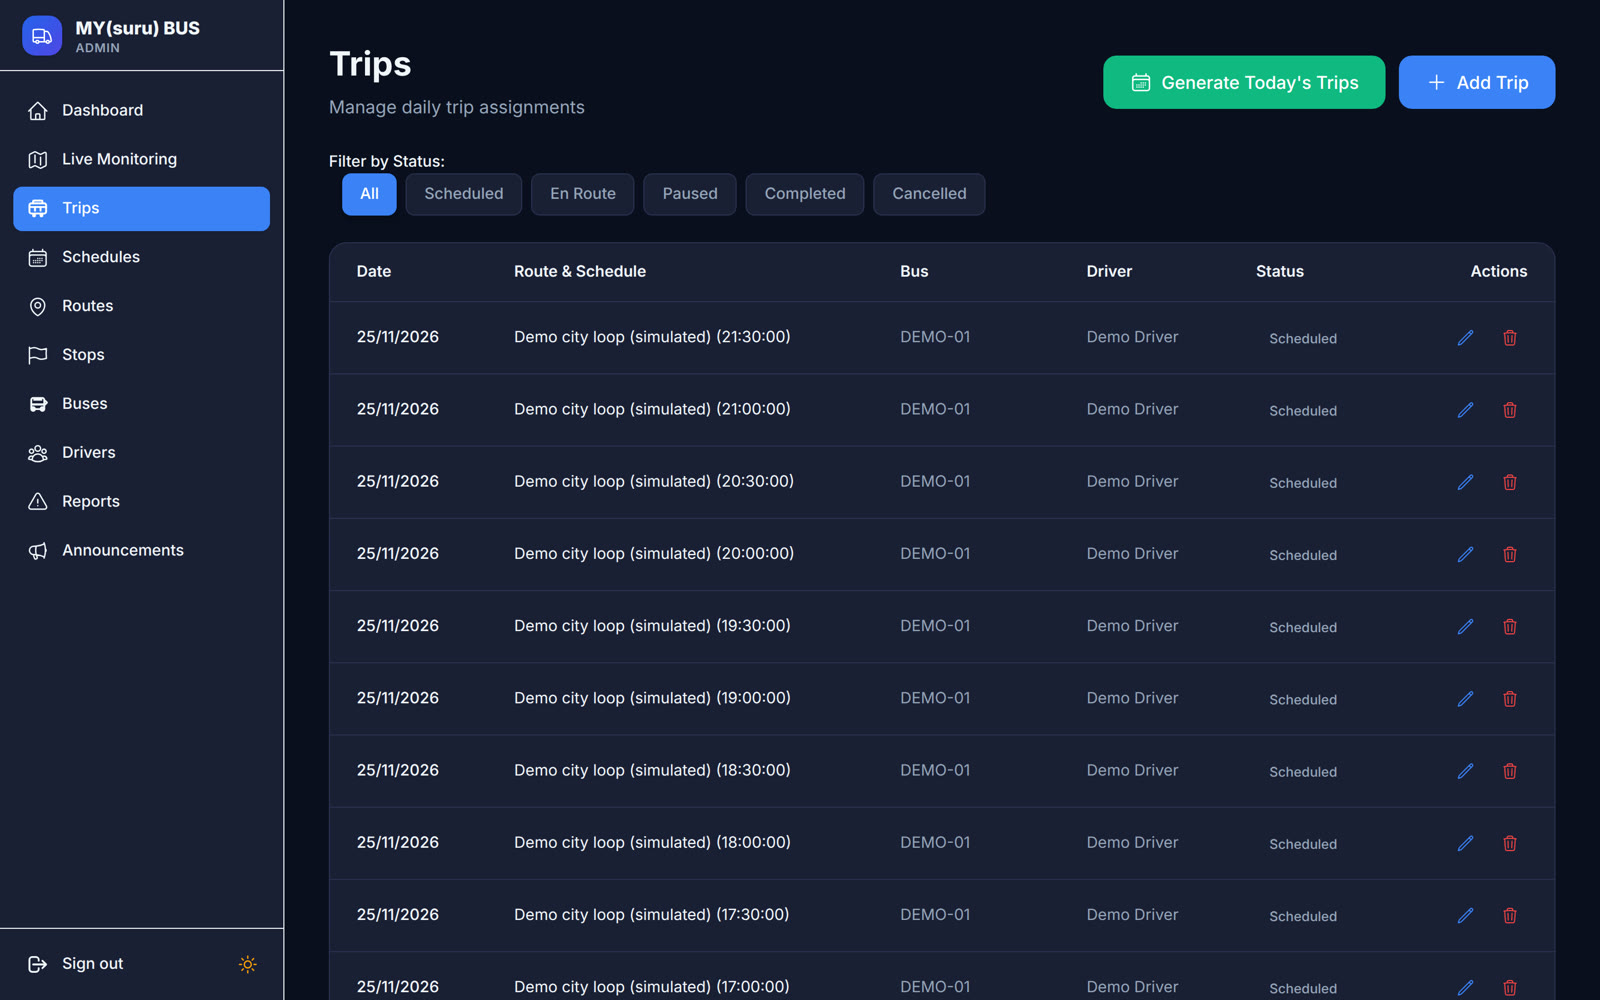 MY(suru) BUS
ADMIN
Dashboard
Live Monitoring
Trips
Schedules
Routes
Stops
Buses
Drivers
Reports
Announcements
Sign out
Trips
Manage daily trip assignments
Generate Today's Trips
Add Trip
Filter by Status:
All Scheduled En Route Paused Completed Cancelled
Date Route & Schedule Bus Driver Status Actions
25/11/2026 Demo city loop (simulated) (21:30:00) DEMO-01 Demo Driver Scheduled
25/11/2026 Demo city loop (simulated) (21:00:00) DEMO-01 Demo Driver Scheduled
25/11/2026 Demo city loop (simulated) (20:30:00) DEMO-01 Demo Driver Scheduled
25/11/2026 Demo city loop (simulated) (20:00:00) DEMO-01 Demo Driver Scheduled
25/11/2026 Demo city loop (simulated) (19:30:00) DEMO-01 Demo Driver Scheduled
25/11/2026 Demo city loop (simulated) (19:00:00) DEMO-01 Demo Driver Scheduled
25/11/2026 Demo city loop (simulated) (18:30:00) DEMO-01 Demo Driver Scheduled
25/11/2026 Demo city loop (simulated) (18:00:00) DEMO-01 Demo Driver Scheduled
25/11/2026 Demo city loop (simulated) (17:30:00) DEMO-01 Demo Driver Scheduled
25/11/2026 Demo city loop (simulated) (17:00:00) DEMO-01 Demo Driver Scheduled